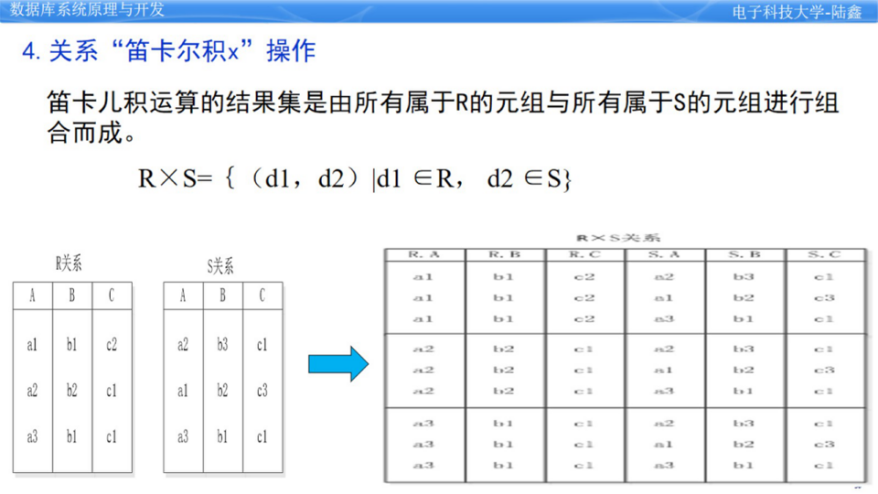 数据库系统原理与开发
电子科技大学-陆鑫
4. 关系“笛卡尔积x”操作
笛卡儿积运算的结果集是由所有属于R的元组与所有属于S的元组进行组
合而成。
R×S={（d1，d2）|d1 ∈R， d2 ∈S}
R关系
A B C
a1 b1 c2
a2 b2 c1
a3 b1 c1
S关系
A B C
a2 b3 c1
a1 b2 c3
a3 b1 c1
R×S关系
R.A R.B R.C S.A S.B S.C
a1 b1 c2 a2 b3 c1
a1 b1 c2 a1 b2 c3
a1 b1 c2 a3 b1 c1
a2 b2 c1 a2 b3 c1
a2 b2 c1 a1 b2 c3
a2 b2 c1 a3 b1 c1
a3 b1 c1 a2 b3 c1
a3 b1 c1 a1 b2 c3
a3 b1 c1 a3 b1 c1